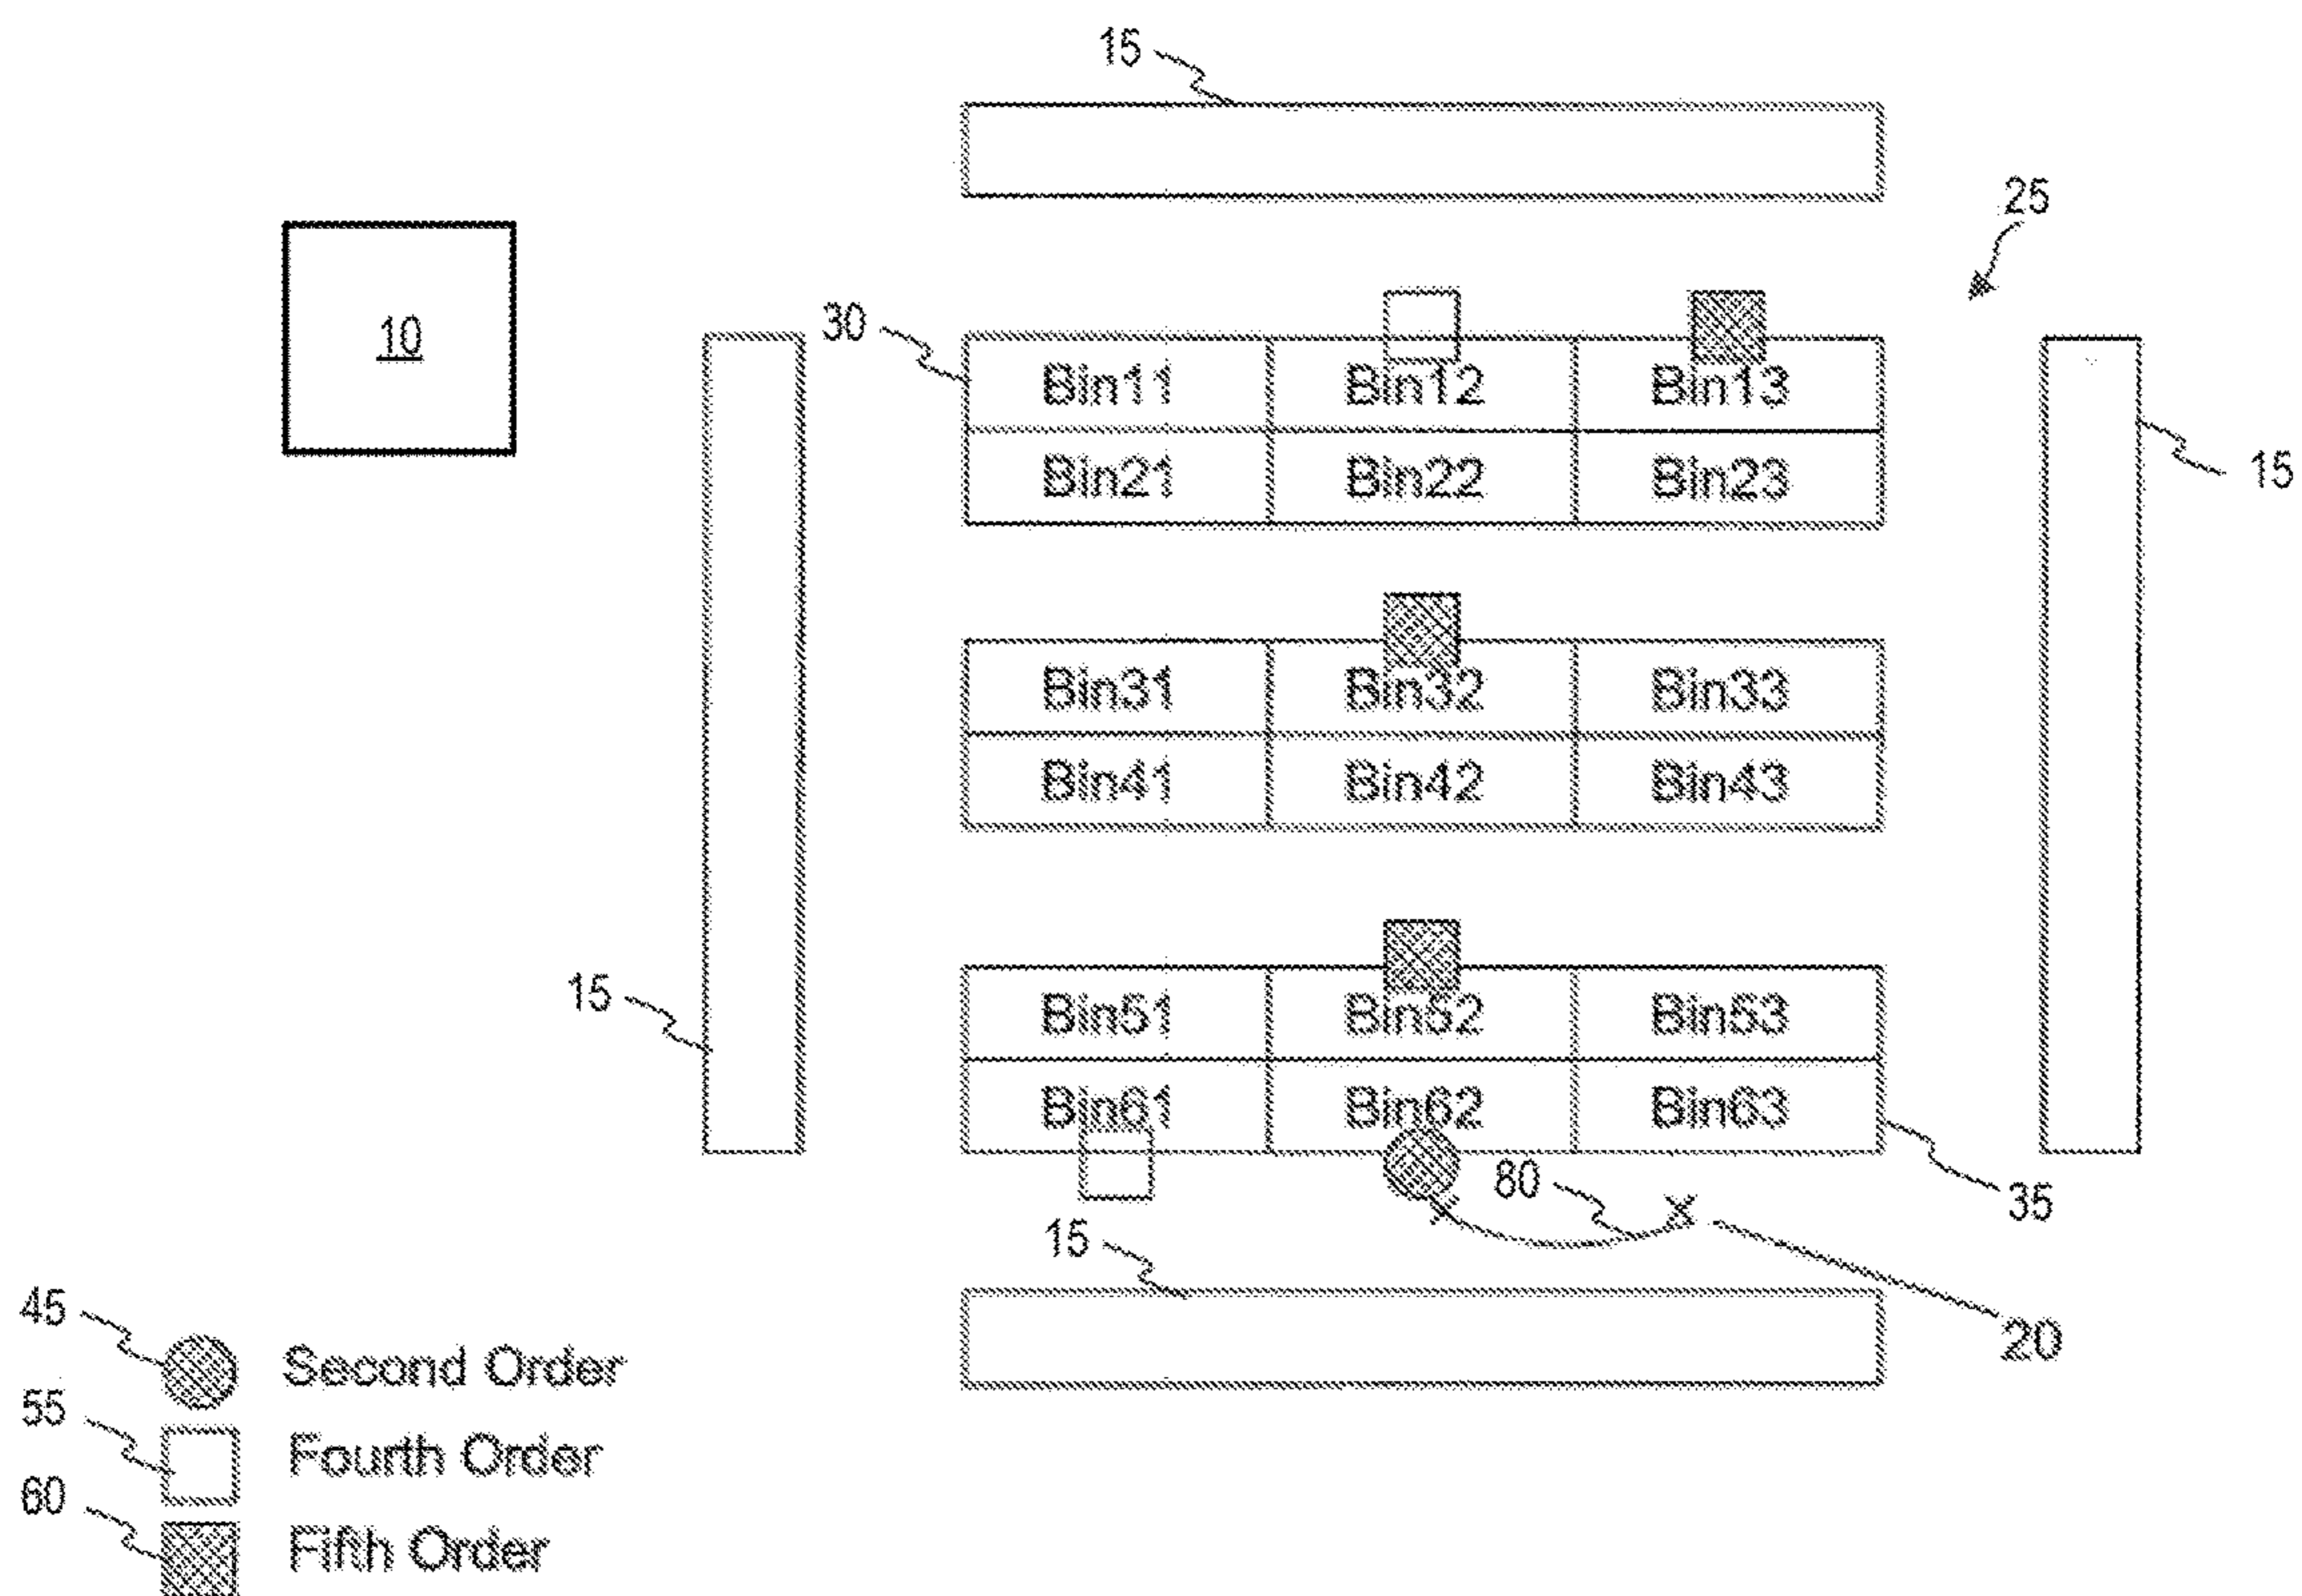 15
25
10
30
Bin11 Bin12 Bin13
15
Bin21 Bin22 Bin23
Bin31 Bin32 Bin33
Bin41 Bin42 Bin43
15
Bin51 Bin52 Bin53
Bin61 Bin62 Bin63
80
35
15
20
45 Second Order
55 Fourth Order
60 Fifth Order